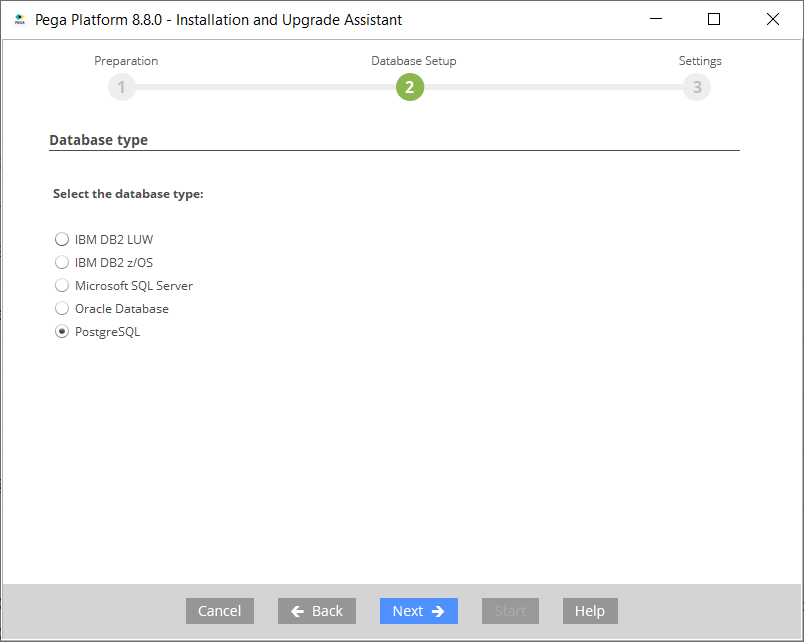 PEGA Pega Platform 8.8.0 - Installation and Upgrade Assistant
Preparation Database Setup Settings
1 2 3
Database type
Select the database type:
IBM DB2 LUW
IBM DB2 z/OS
Microsoft SQL Server
Oracle Database
PostgreSQL
Cancel Back Next Start Help